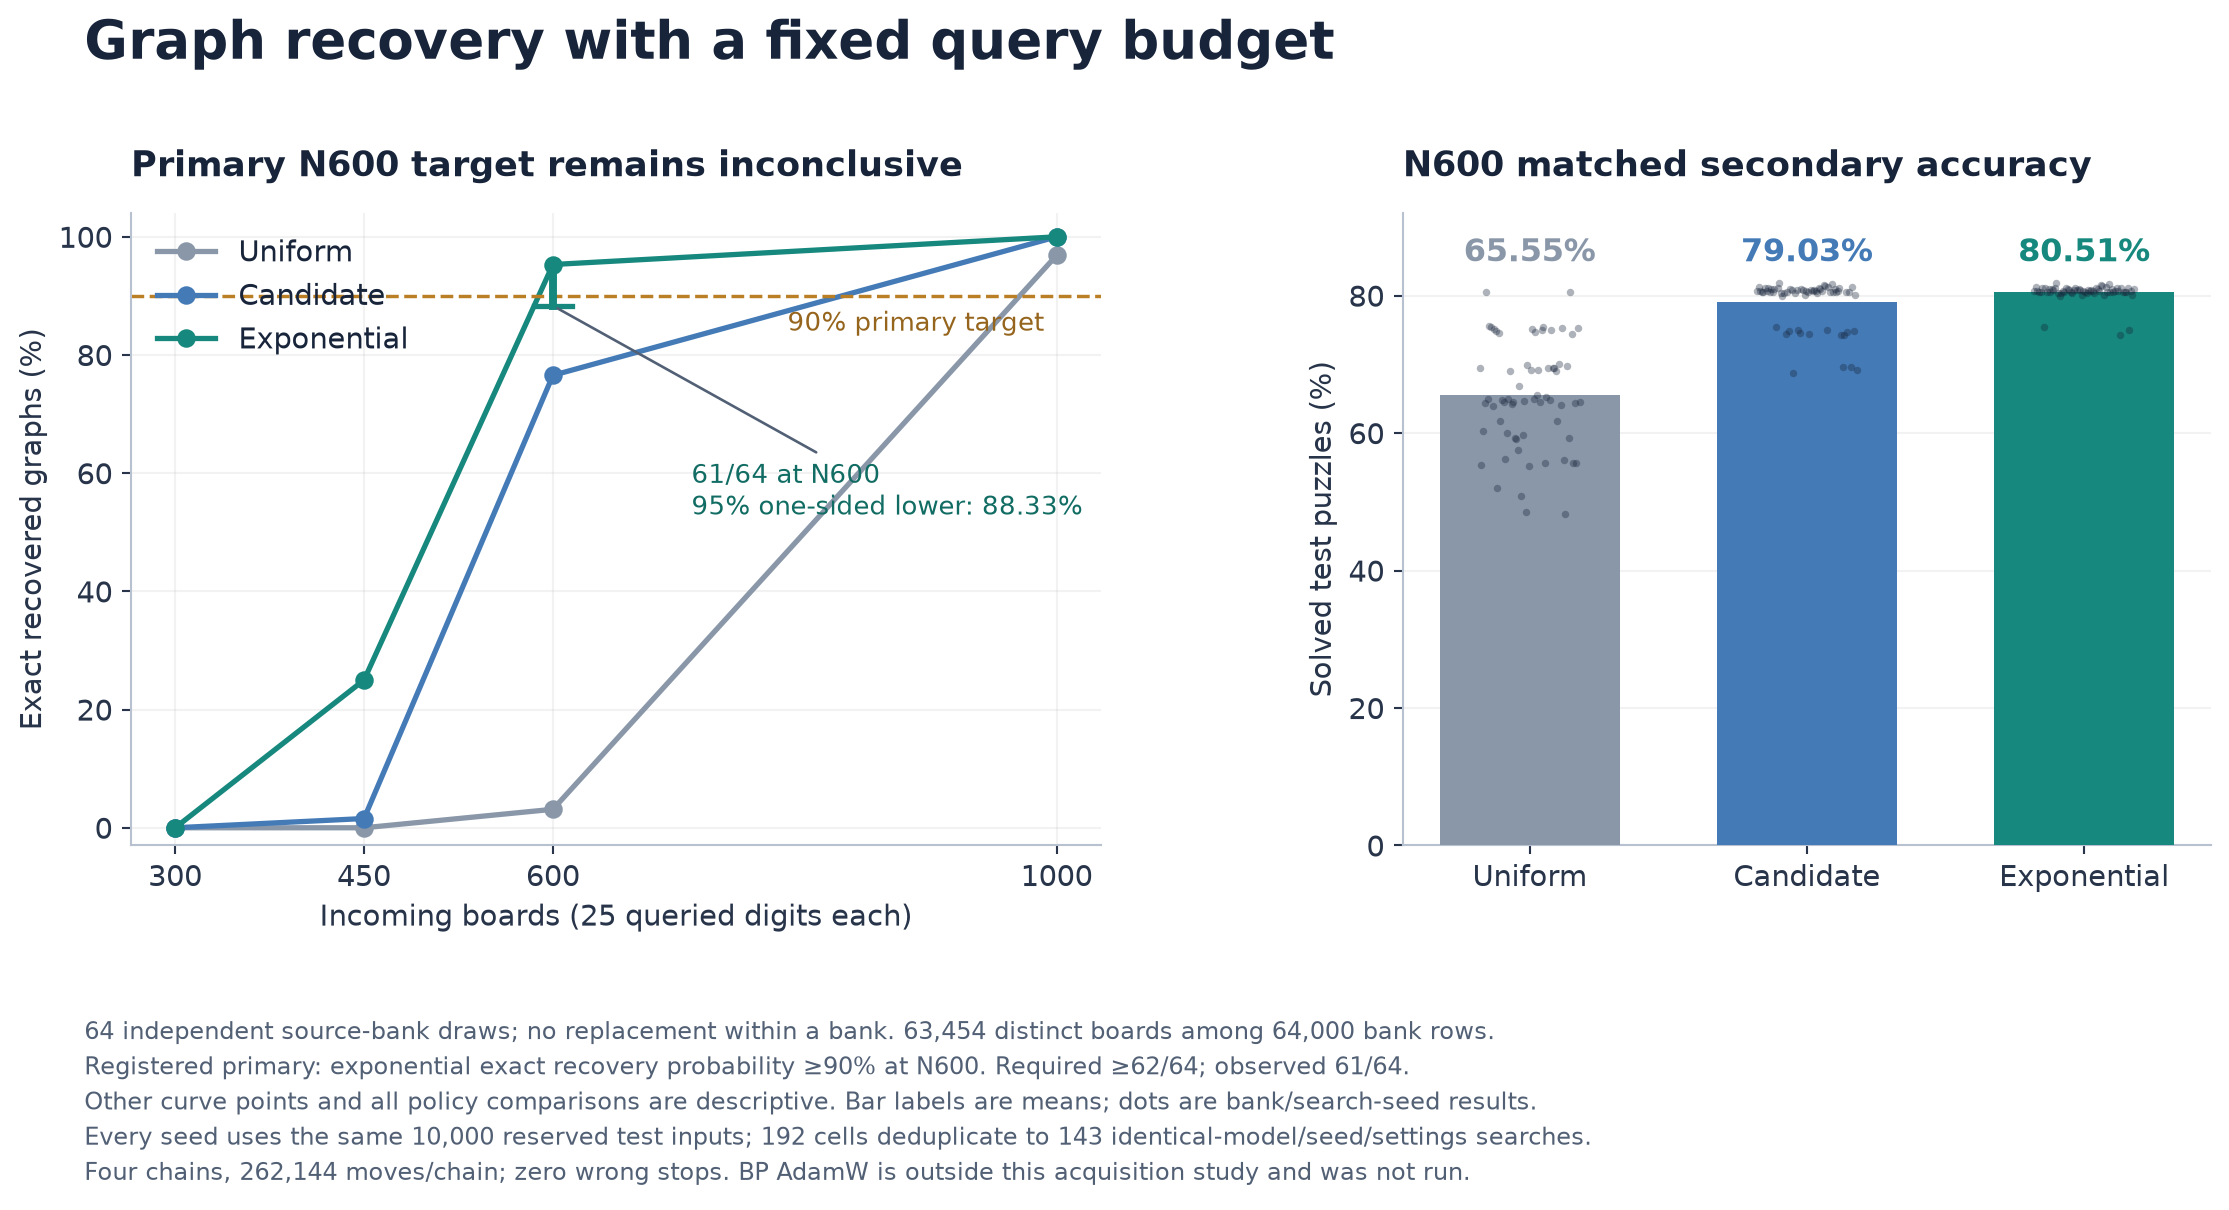 Graph recovery with a fixed query budget
Primary N600 target remains inconclusive
Exact recovered graphs (%)
100
80
60
40
20
0
Uniform
Candidate
Exponential
90% primary target
61/64 at N600
95% one-sided lower: 88.33%
300
450
600
1000
Incoming boards (25 queried digits each)
N600 matched secondary accuracy
Solved test puzzles (%)
80
60
40
20
0
65.55%
79.03%
80.51%
Uniform
Candidate
Exponential
64 independent source-bank draws; no replacement within a bank. 63,454 distinct boards among 64,000 bank rows.
Registered primary: exponential exact recovery probability ≥90% at N600. Required ≥62/64; observed 61/64.
Other curve points and all policy comparisons are descriptive. Bar labels are means; dots are bank/search-seed results.
Every seed uses the same 10,000 reserved test inputs; 192 cells deduplicate to 143 identical-model/seed/settings searches.
Four chains, 262,144 moves/chain; zero wrong stops. BP AdamW is outside this acquisition study and was not run.